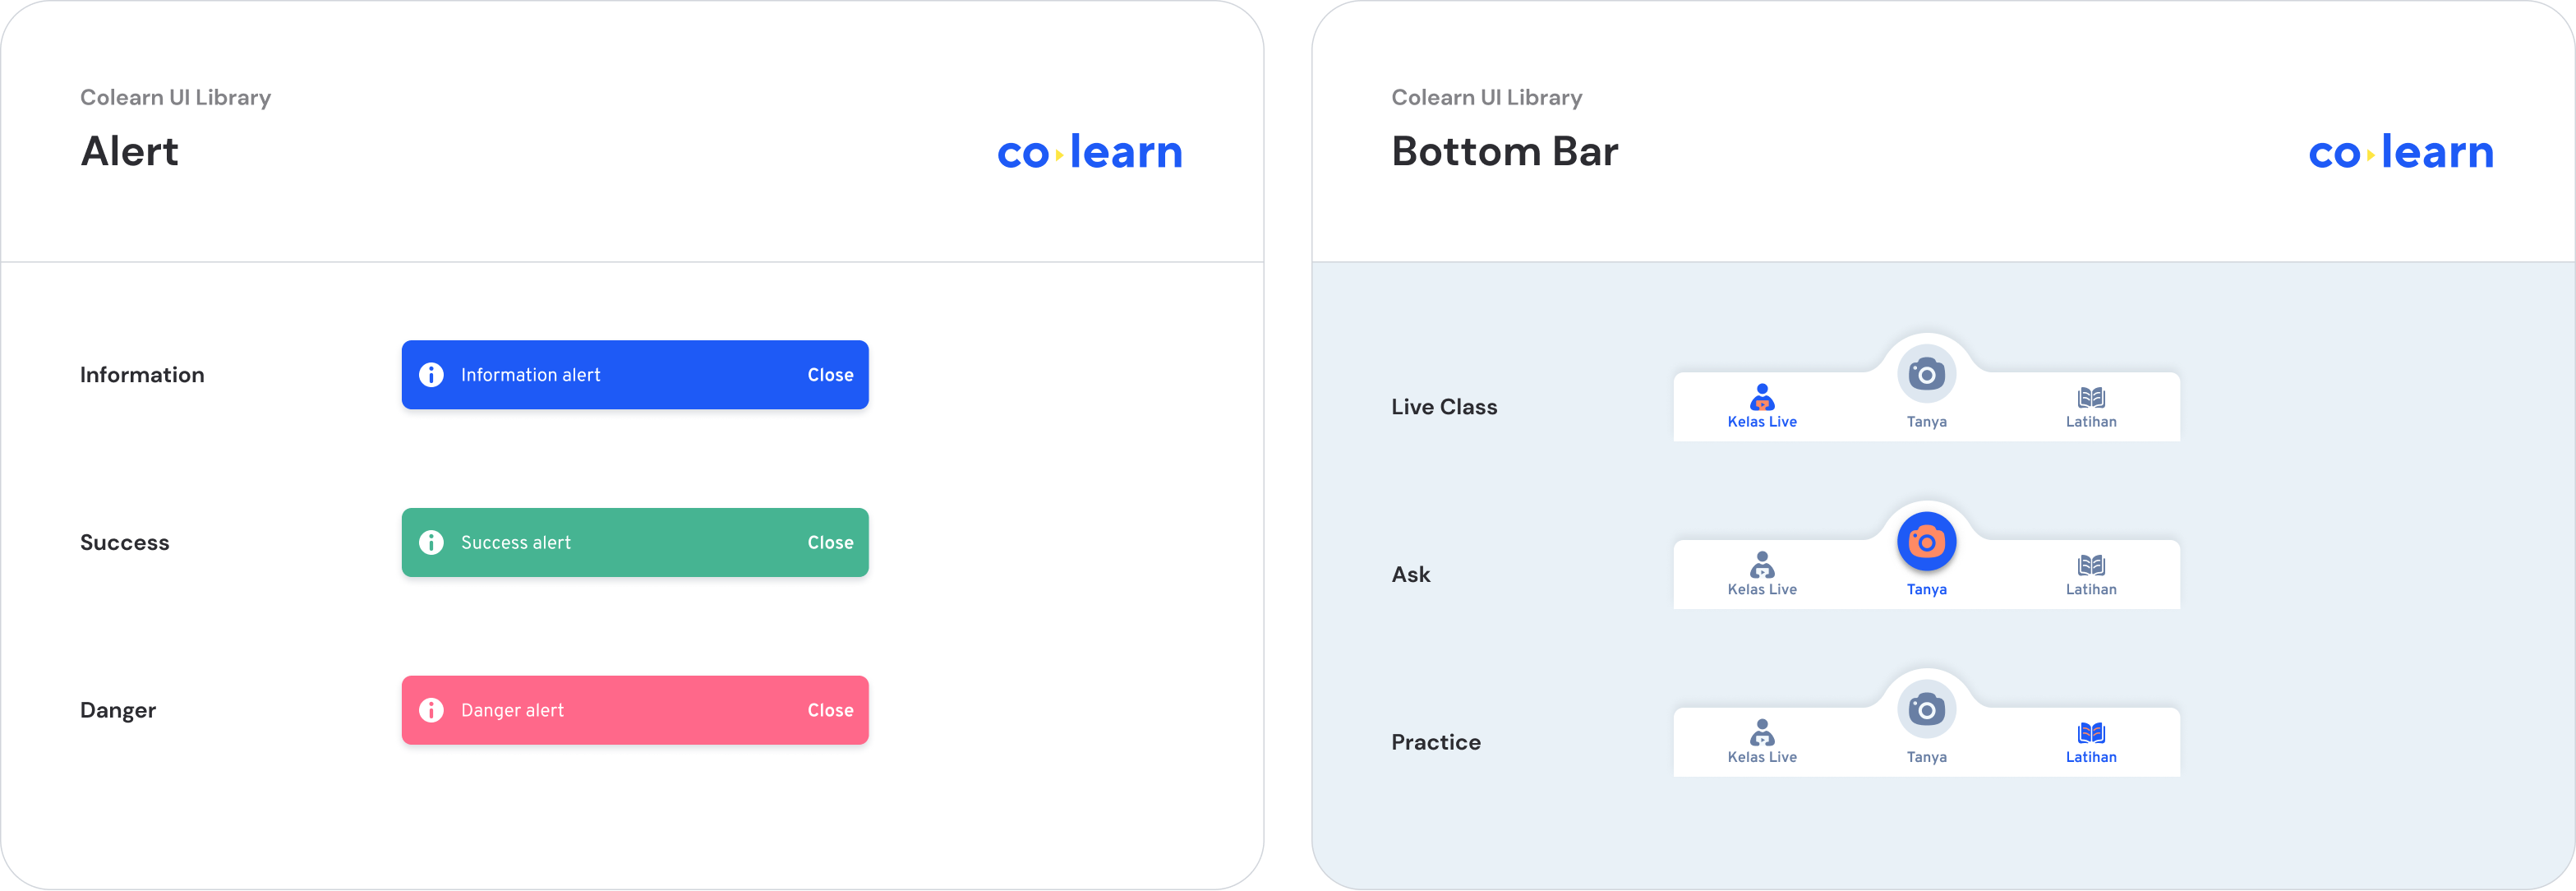 Colearn UI Library
Alert
co learn
Information
Information alert Close
Success
Success alert Close
Danger
Danger alert Close
Colearn UI Library
Bottom Bar
co learn
Live Class
Kelas Live Tanya Latihan
Ask
Kelas Live Tanya Latihan
Practice
Kelas Live Tanya Latihan